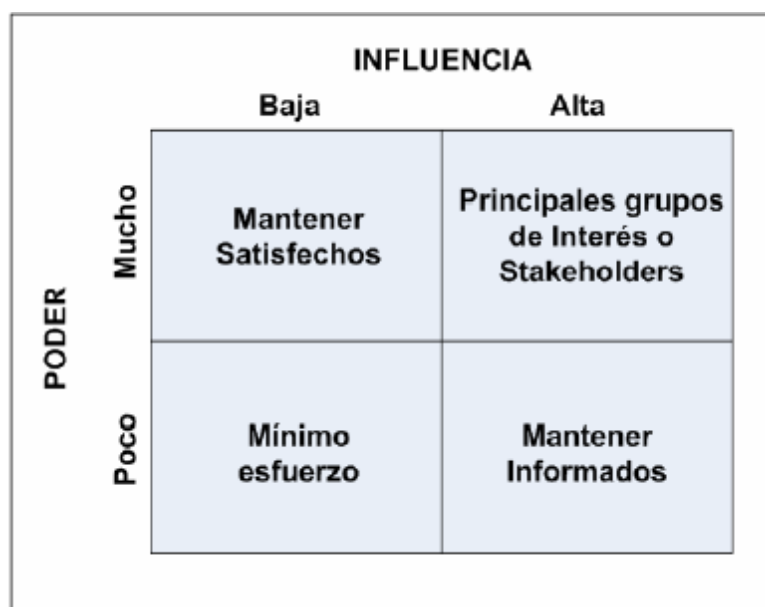 INFLUENCIA
Baja
Alta
PODER
Mucho
Mantener
Satisfechos
Principales grupos
de Interés o
Stakeholders
Poco
Mínimo
esfuerzo
Mantener
Informados